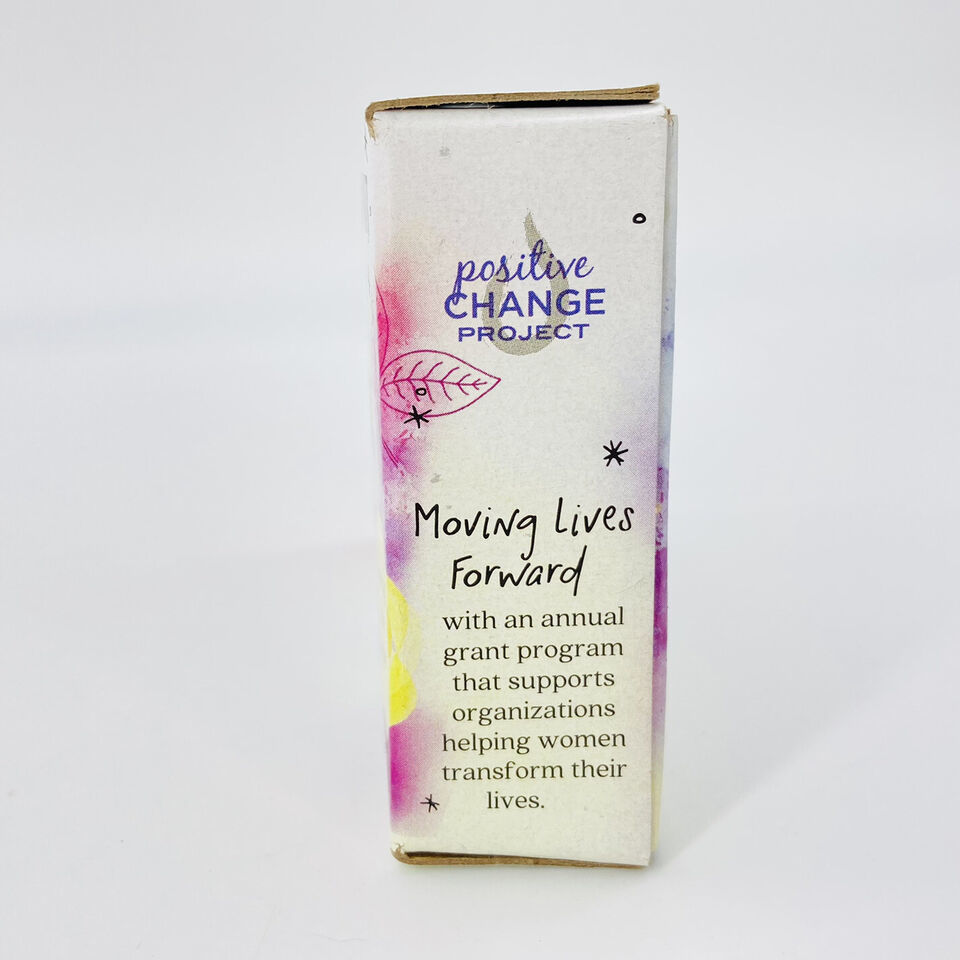 positive
CHANGE
PROJECT
Moving Lives
Forward
with an annual
grant program
that supports
organizations
helping women
transform their
lives.